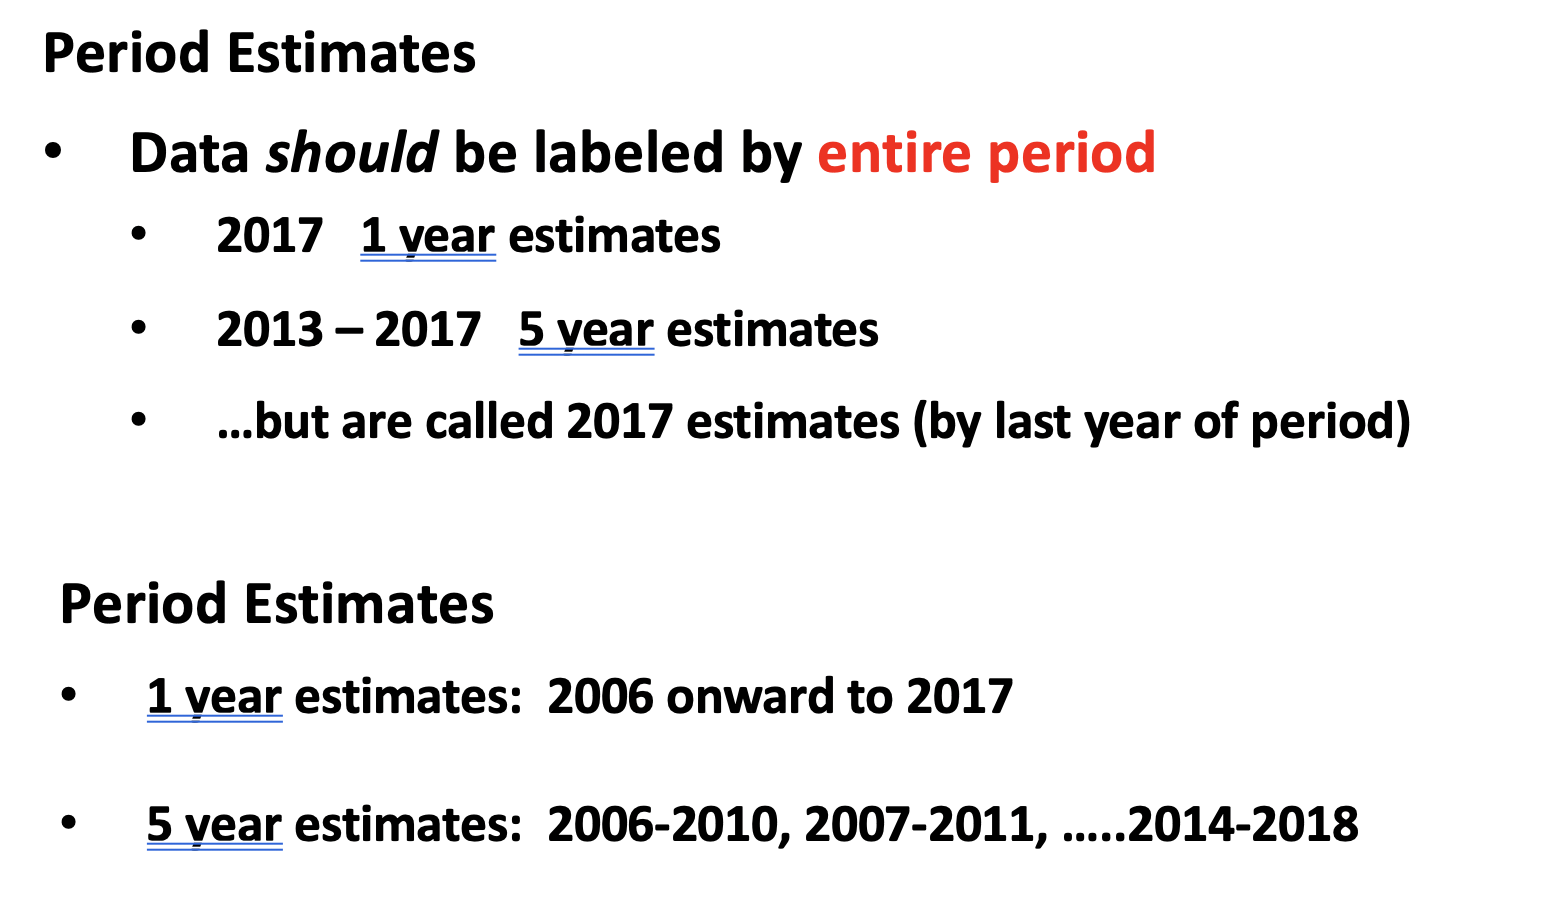 Period Estimates
• Data should be labeled by entire period
• 2017 1 year estimates
• 2013 – 2017 5 year estimates
• ...but are called 2017 estimates (by last year of period)
Period Estimates
• 1 year estimates: 2006 onward to 2017
• 5 year estimates: 2006-2010, 2007-2011, .....2014-2018